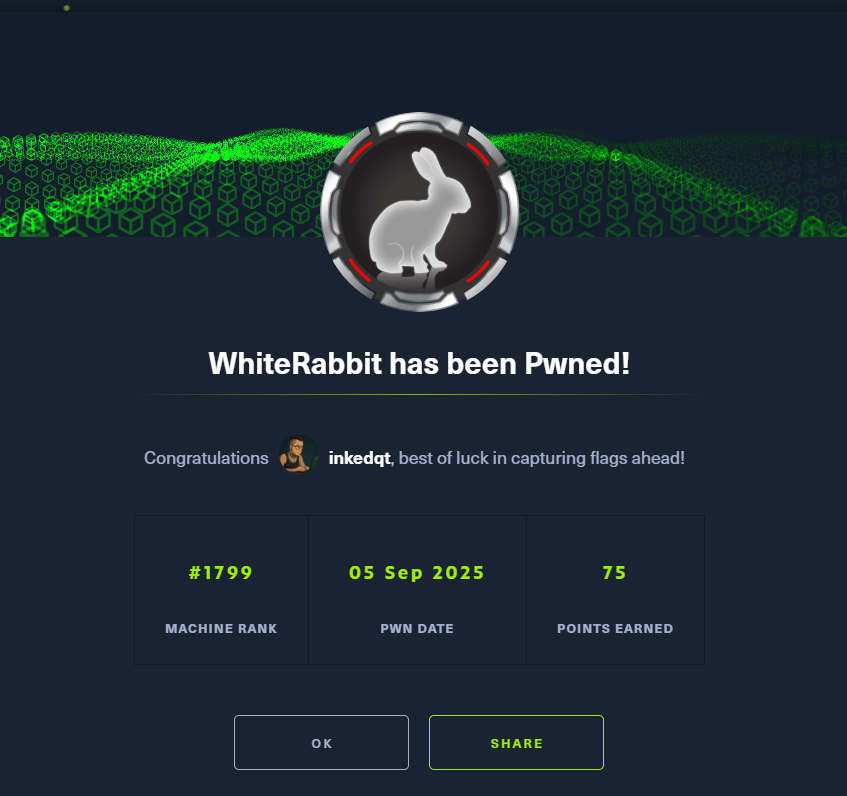 WhiteRabbit has been Pwned!
Congratulations inkedqt, best of luck in capturing flags ahead!
#1799 05 Sep 2025 75
MACHINE RANK PWN DATE POINTS EARNED
OK SHARE